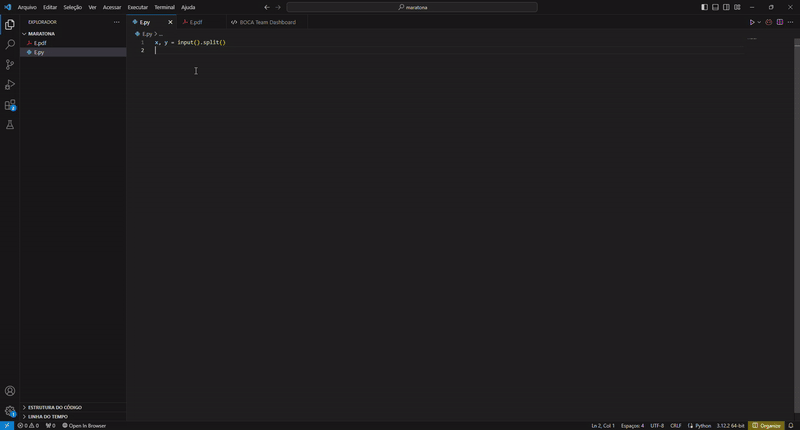 Arquivo Editar Seleção Ver Acessar Executar Terminal Ajuda
maratona
EXPLORADOR
E.py
E.pdf
BOCA Team Dashboard
MARATONA
E.pdf
E.py
E.py > ...
1 x, y = input().split()
2
ESTRUTURA DO CÓDIGO
LINHA DO TEMPO
0 0 0 Open In Browser
Ln 2, Col 1 Espaços: 4 UTF-8 CRLF Python 3.12.2 64-bit Organize